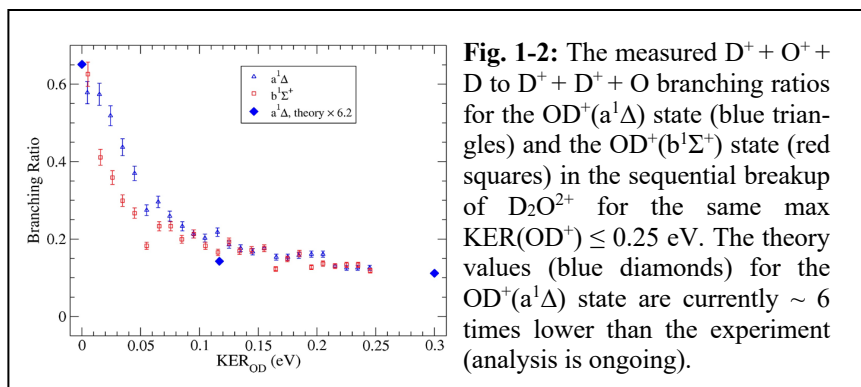 0.6
0.4
0.2
0
Branching Ratio
a¹Δ
b¹Σ⁺
a¹Δ, theory × 6.2
0 0.05 0.1 0.15 0.2 0.25 0.3
KER_OD (eV)
Fig. 1-2: The measured D⁺ + O⁺ +
D to D⁺ + D⁺ + O branching ratios
for the OD⁺(a¹Δ) state (blue trian-
gles) and the OD⁺(b¹Σ⁺) state (red
squares) in the sequential breakup
of D₂O²⁺ for the same max
KER(OD⁺) ≤ 0.25 eV. The theory
values (blue diamonds) for the
OD⁺(a¹Δ) state are currently ~ 6
times lower than the experiment
(analysis is ongoing).